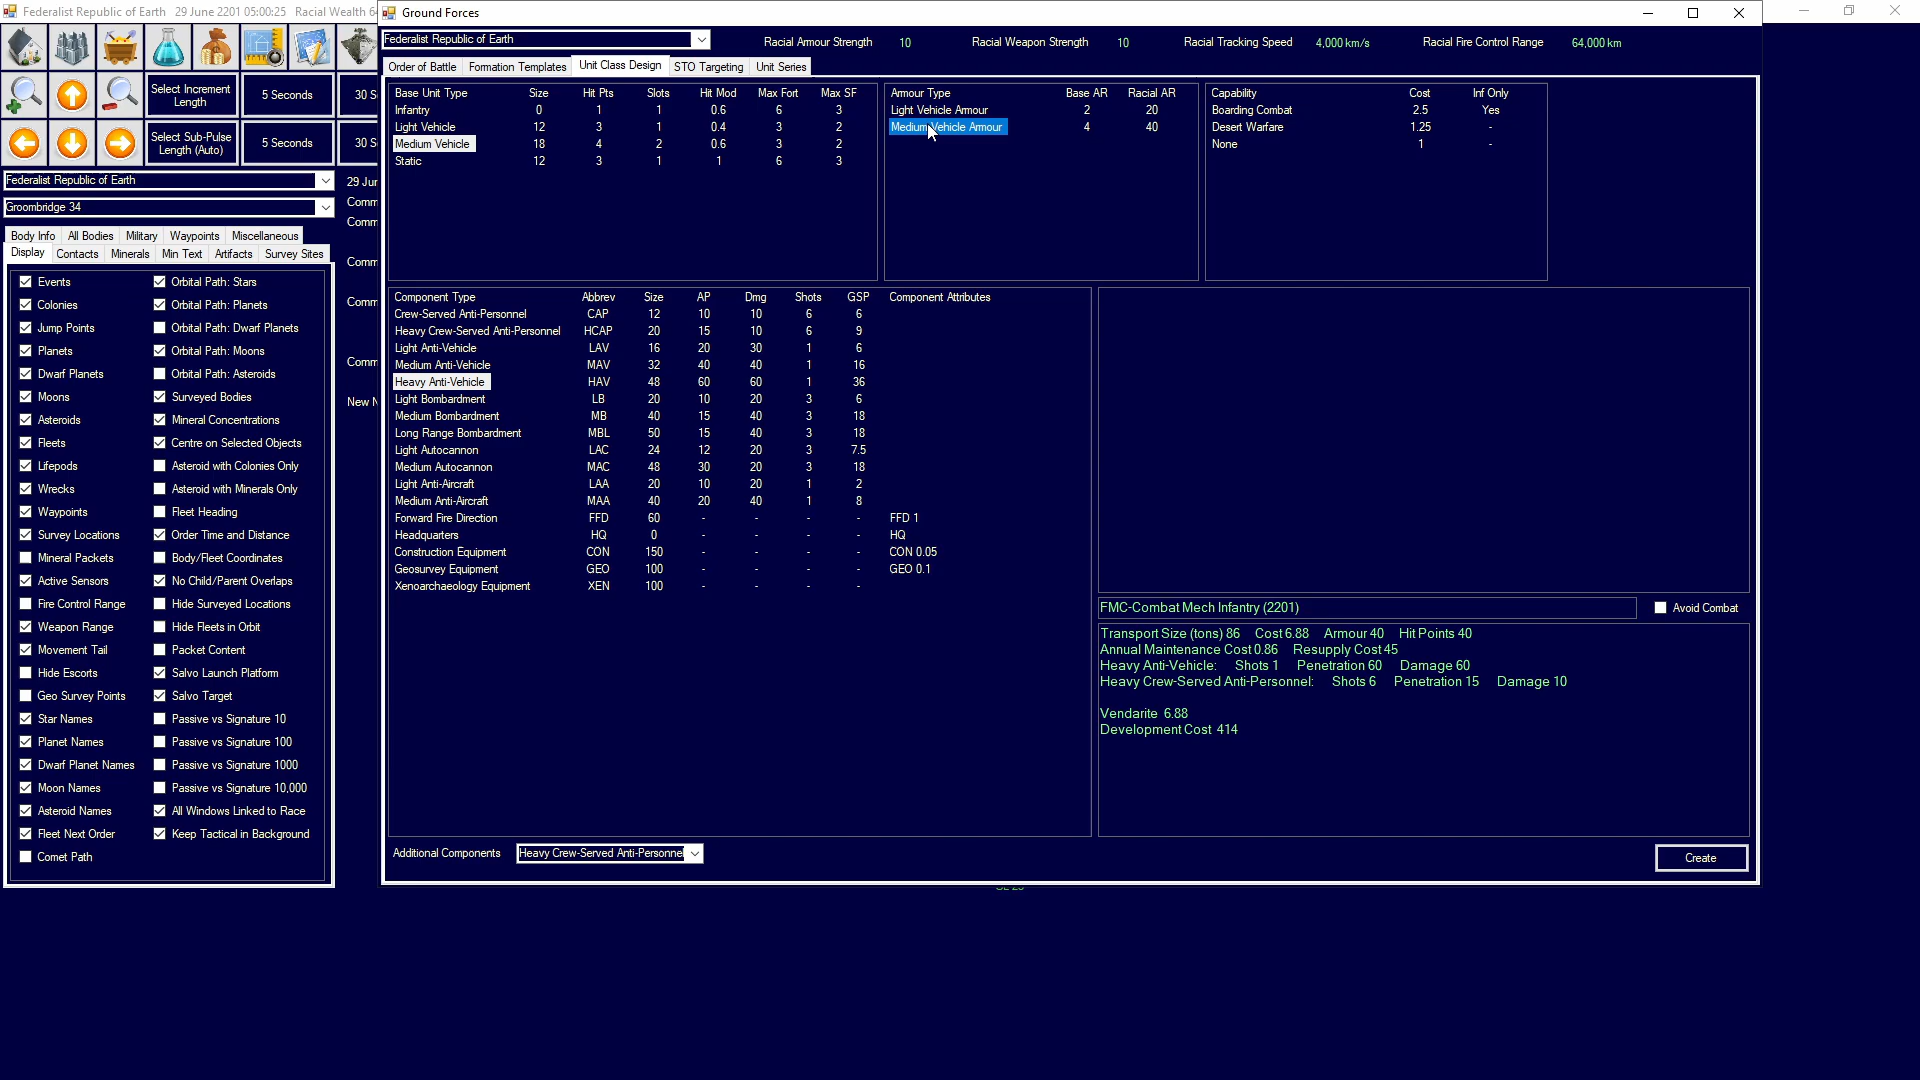 Federalist Republic of Earth   29 June 2201 05:00:25   Racial Wealth 6
Ground Forces
Federalist Republic of Earth
Racial Armour Strength 10 Racial Weapon Strength 10 Racial Tracking Speed 4,000 km/s Racial Fire Control Range 64,000 km
Order of Battle Formation Templates Unit Class Design STO Targeting Unit Series
Select Increment Length 5 Seconds 30 S
Select Sub-Pulse Length (Auto) 5 Seconds 30 S
Federalist Republic of Earth
Groombridge 34
Body Info All Bodies Military Waypoints Miscellaneous
Display Contacts Minerals Min Text Artifacts Survey Sites
Events Orbital Path: Stars
Colonies Orbital Path: Planets
Jump Points Orbital Path: Dwarf Planets
Planets Orbital Path: Moons
Dwarf Planets Orbital Path: Asteroids
Moons Surveyed Bodies
Asteroids Mineral Concentrations
Fleets Centre on Selected Objects
Lifepods Asteroid with Colonies Only
Wrecks Asteroid with Minerals Only
Waypoints Fleet Heading
Survey Locations Order Time and Distance
Mineral Packets Body/Fleet Coordinates
Active Sensors No Child/Parent Overlaps
Fire Control Range Hide Surveyed Locations
Weapon Range Hide Fleets in Orbit
Movement Tail Packet Content
Hide Escorts Salvo Launch Platform
Geo Survey Points Salvo Target
Star Names Passive vs Signature 10
Planet Names Passive vs Signature 100
Dwarf Planet Names Passive vs Signature 1000
Moon Names Passive vs Signature 10,000
Asteroid Names All Windows Linked to Race
Fleet Next Order Keep Tactical in Background
Comet Path
29 Jun
Comm
Comm
Comm
Comm
Comm
New N
Base Unit Type Size Hit Pts Slots Hit Mod Max Fort Max SF
Infantry 0 1 1 0.6 6 3
Light Vehicle 12 3 1 0.4 3 2
Medium Vehicle 18 4 2 0.6 3 2
Static 12 3 1 1 6 3
Armour Type Base AR Racial AR
Light Vehicle Armour 2 20
Medium Vehicle Armour 4 40
Capability Cost Inf Only
Boarding Combat 2.5 Yes
Desert Warfare 1.25 -
None 1 -
Component Type Abbrev Size AP Dmg Shots GSP Component Attributes
Crew-Served Anti-Personnel CAP 12 10 10 6 6
Heavy Crew-Served Anti-Personnel HCAP 20 15 10 6 9
Light Anti-Vehicle LAV 16 20 30 1 6
Medium Anti-Vehicle MAV 32 40 40 1 16
Heavy Anti-Vehicle HAV 48 60 60 1 36
Light Bombardment LB 20 10 20 3 6
Medium Bombardment MB 40 15 40 3 18
Long Range Bombardment MBL 50 15 40 3 18
Light Autocannon LAC 24 12 20 3 7.5
Medium Autocannon MAC 48 30 20 3 18
Light Anti-Aircraft LAA 20 10 20 1 2
Medium Anti-Aircraft MAA 40 20 40 1 8
Forward Fire Direction FFD 60 - - - - FFD 1
Headquarters HQ 0 - - - - HQ
Construction Equipment CON 150 - - - - CON 0.05
Geosurvey Equipment GEO 100 - - - - GEO 0.1
Xenoarchaeology Equipment XEN 100 - - - -
FMC-Combat Mech Infantry (2201) Avoid Combat
Transport Size (tons) 86 Cost 6.88 Armour 40 Hit Points 40
Annual Maintenance Cost 0.86 Resupply Cost 45
Heavy Anti-Vehicle: Shots 1 Penetration 60 Damage 60
Heavy Crew-Served Anti-Personnel: Shots 6 Penetration 15 Damage 10
Vendarite 6.88
Development Cost 414
Additional Components Heavy Crew-Served Anti-Personnel
Create